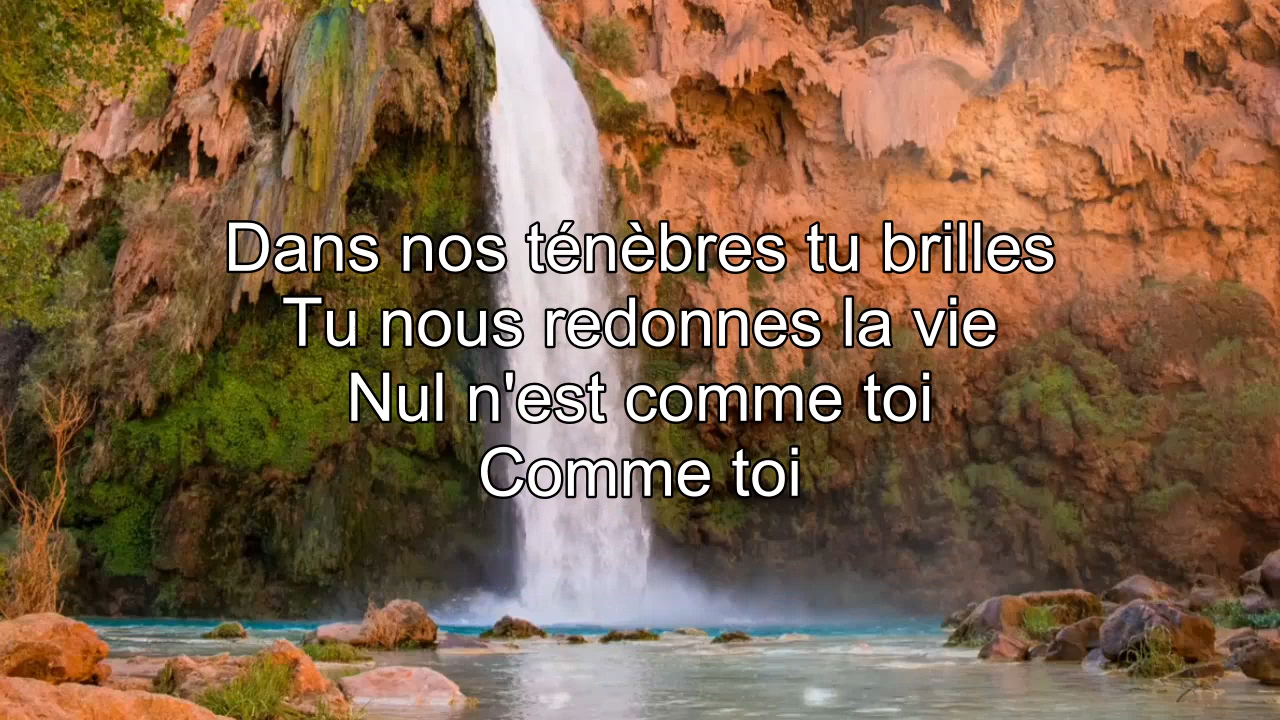 Dans nos ténèbres tu brilles
Tu nous redonnes la vie
Nul n'est comme toi
Comme toi